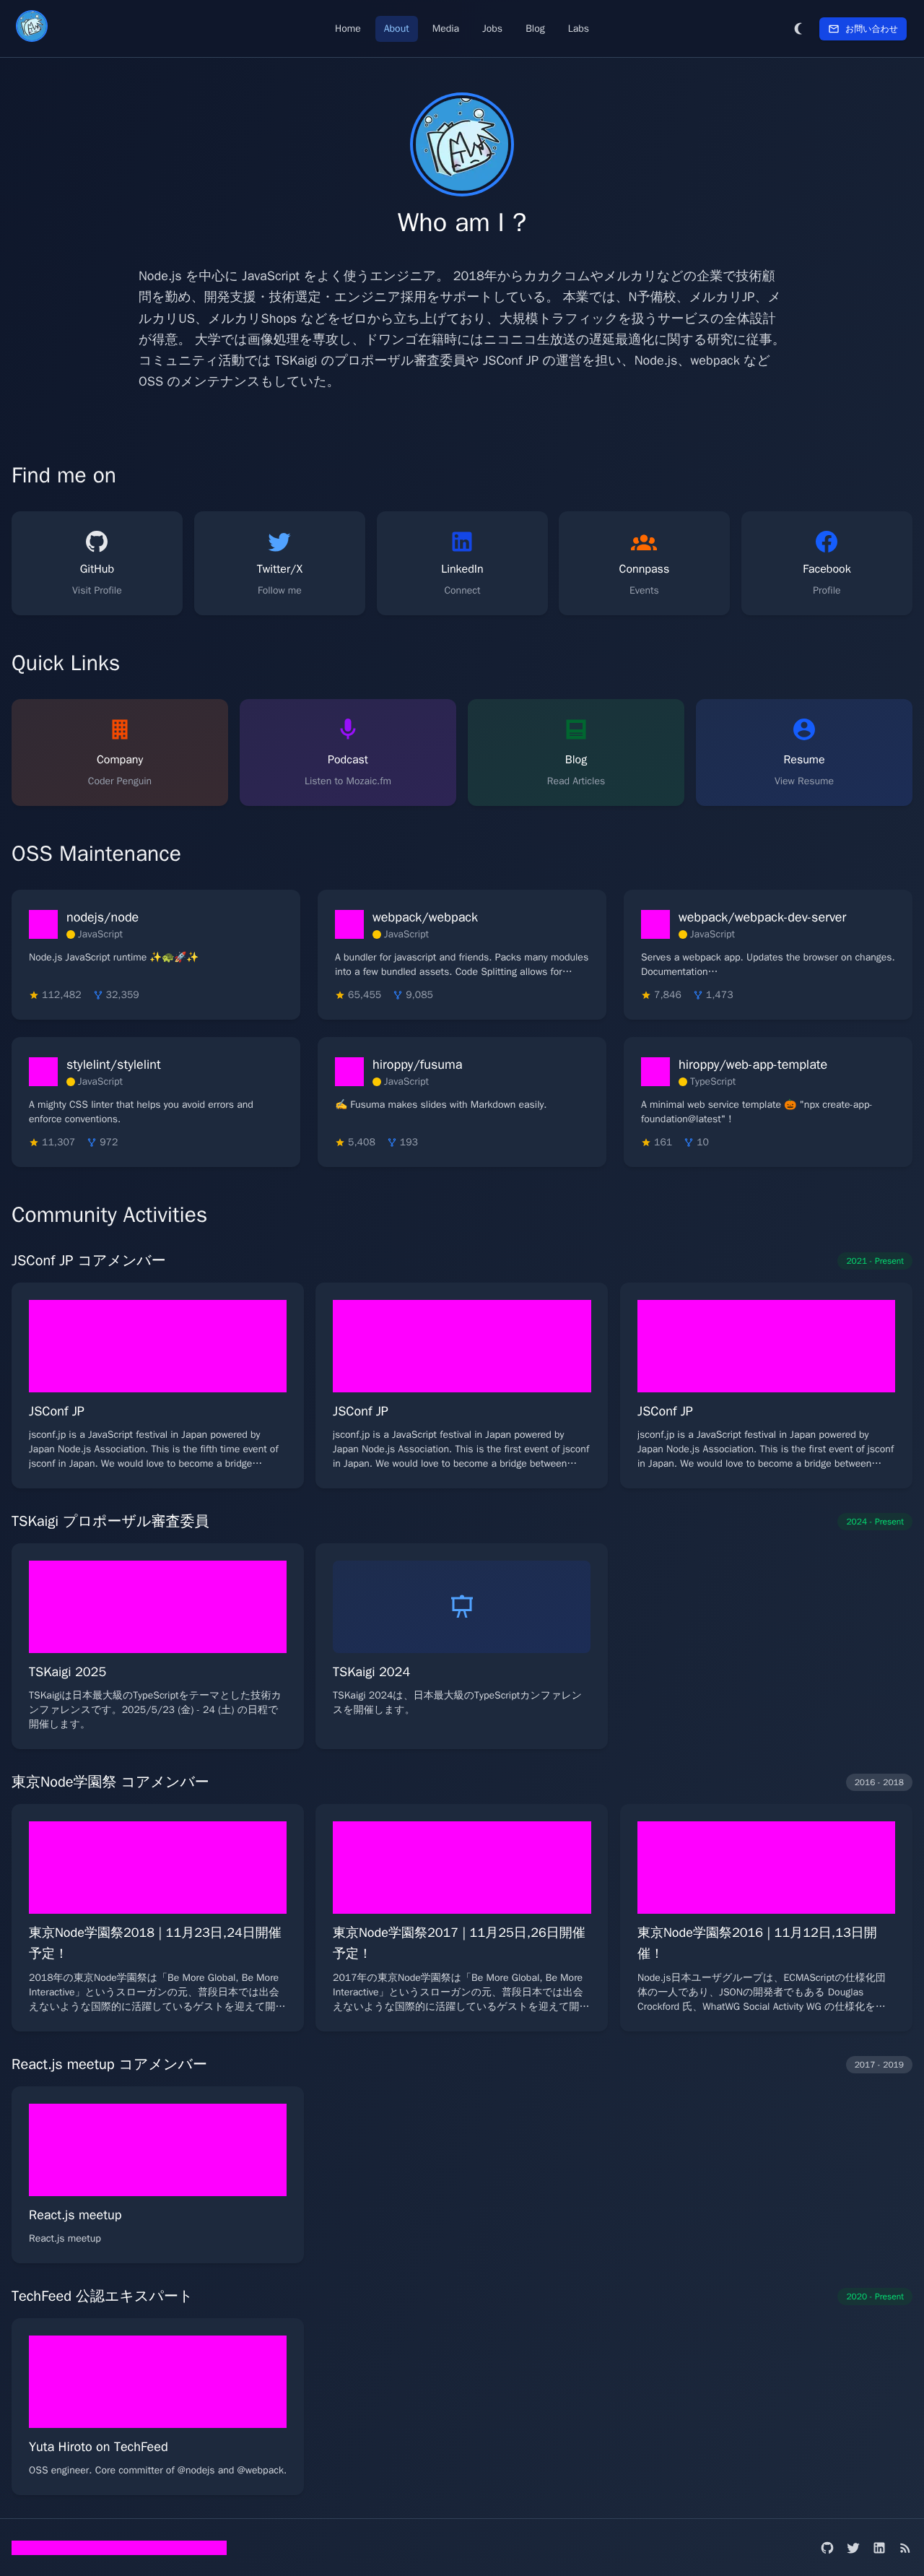 Home
About
Media
Jobs
Blog
Labs
お問い合わせ
Who am I ?
Node.js を中心に JavaScript をよく使うエンジニア。 2018年からカカクコムやメルカリなどの企業で技術顧
問を勤め、開発支援・技術選定・エンジニア採用をサポートしている。 本業では、N予備校、メルカリJP、メ
ルカリUS、メルカリShops などをゼロから立ち上げており、大規模トラフィックを扱うサービスの全体設計
が得意。 大学では画像処理を専攻し、ドワンゴ在籍時にはニコニコ生放送の遅延最適化に関する研究に従事。
コミュニティ活動では TSKaigi のプロポーザル審査委員や JSConf JP の運営を担い、Node.js、webpack など
OSS のメンテナンスもしていた。
Find me on
GitHub
Visit Profile
Twitter/X
Follow me
LinkedIn
Connect
Connpass
Events
Facebook
Profile
Quick Links
Company
Coder Penguin
Podcast
Listen to Mozaic.fm
Blog
Read Articles
Resume
View Resume
OSS Maintenance
nodejs/node
JavaScript
Node.js JavaScript runtime ✨🐢🚀✨
112,482 32,359
webpack/webpack
JavaScript
A bundler for javascript and friends. Packs many modules
into a few bundled assets. Code Splitting allows for…
65,455 9,085
webpack/webpack-dev-server
JavaScript
Serves a webpack app. Updates the browser on changes.
Documentation…
7,846 1,473
stylelint/stylelint
JavaScript
A mighty CSS linter that helps you avoid errors and
enforce conventions.
11,307 972
hiroppy/fusuma
JavaScript
✍️ Fusuma makes slides with Markdown easily.
5,408 193
hiroppy/web-app-template
TypeScript
A minimal web service template 🎃 "npx create-app-
foundation@latest" !
161 10
Community Activities
JSConf JP コアメンバー
2021 - Present
JSConf JP
jsconf.jp is a JavaScript festival in Japan powered by
Japan Node.js Association. This is the fifth time event of
jsconf in Japan. We would love to become a bridge…
JSConf JP
jsconf.jp is a JavaScript festival in Japan powered by
Japan Node.js Association. This is the first event of jsconf
in Japan. We would love to become a bridge between…
JSConf JP
jsconf.jp is a JavaScript festival in Japan powered by
Japan Node.js Association. This is the first event of jsconf
in Japan. We would love to become a bridge between…
TSKaigi プロポーザル審査委員
2024 - Present
TSKaigi 2025
TSKaigiは日本最大級のTypeScriptをテーマとした技術カ
ンファレンスです。2025/5/23 (金) - 24 (土) の日程で
開催します。
TSKaigi 2024
TSKaigi 2024は、日本最大級のTypeScriptカンファレン
スを開催します。
東京Node学園祭 コアメンバー
2016 - 2018
東京Node学園祭2018 | 11月23日,24日開催
予定！
2018年の東京Node学園祭は「Be More Global, Be More
Interactive」というスローガンの元、普段日本では出会
えないような国際的に活躍しているゲストを迎えて開…
東京Node学園祭2017 | 11月25日,26日開催
予定！
2017年の東京Node学園祭は「Be More Global, Be More
Interactive」というスローガンの元、普段日本では出会
えないような国際的に活躍しているゲストを迎えて開…
東京Node学園祭2016 | 11月12日,13日開
催！
Node.js日本ユーザグループは、ECMAScriptの仕様化団
体の一人であり、JSONの開発者でもある Douglas
Crockford 氏、WhatWG Social Activity WG の仕様化を…
React.js meetup コアメンバー
2017 - 2019
React.js meetup
React.js meetup
TechFeed 公認エキスパート
2020 - Present
Yuta Hiroto on TechFeed
OSS engineer. Core committer of @nodejs and @webpack.